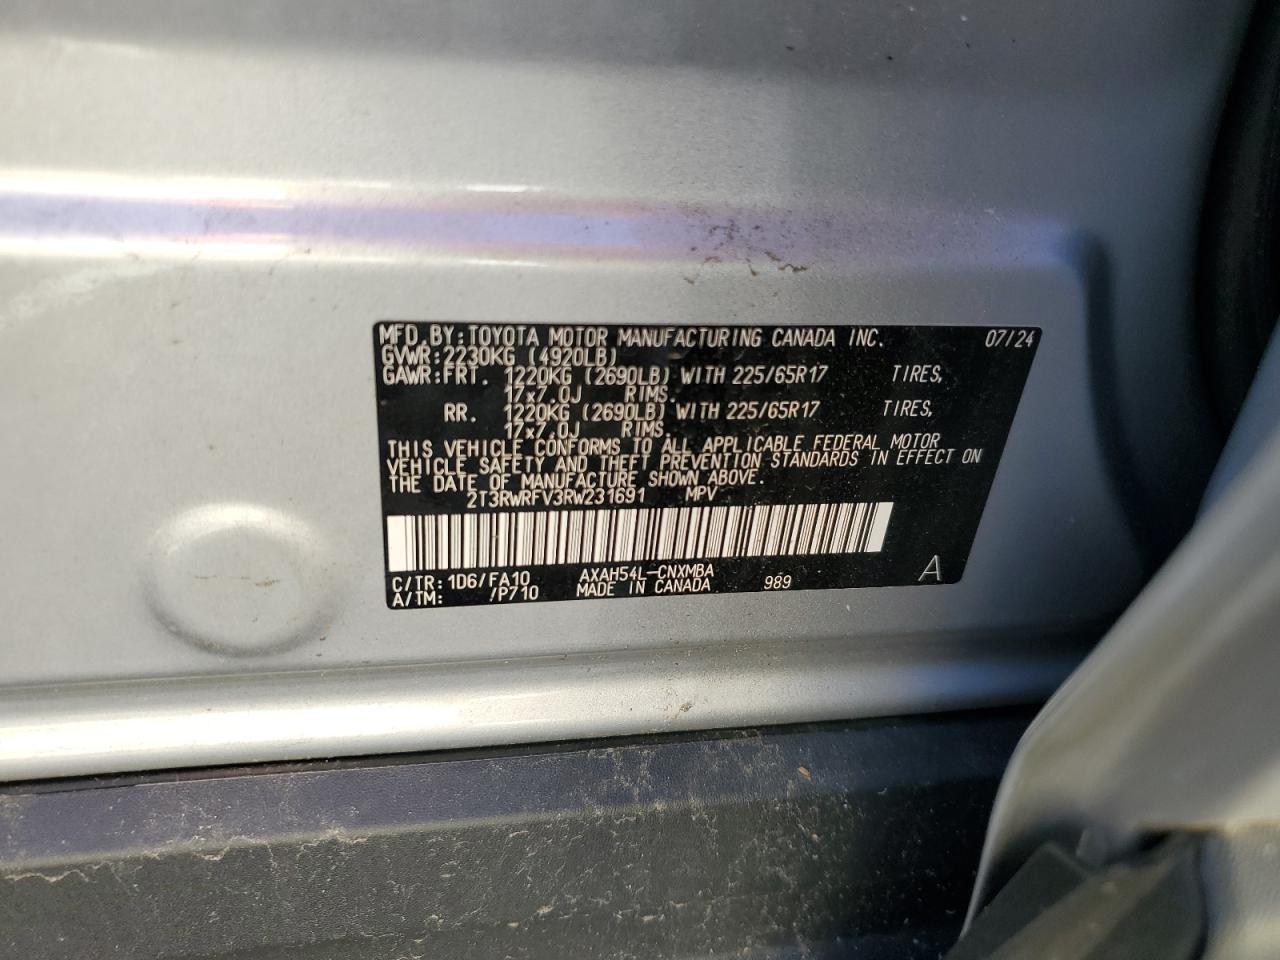 MFD. BY: TOYOTA MOTOR MANUFACTURING CANADA INC. 07/24
GVWR: 2230KG (4920LB)
GAWR: FRT. 1220KG (2690LB) WITH 225/65R17 TIRES,
17x7.0J RIMS.
RR. 1220KG (2690LB) WITH 225/65R17 TIRES,
17x7.0J RIMS.
THIS VEHICLE CONFORMS TO ALL APPLICABLE FEDERAL MOTOR
VEHICLE SAFETY AND THEFT PREVENTION STANDARDS IN EFFECT ON
THE DATE OF MANUFACTURE SHOWN ABOVE.
2T3RWRFV3RW231691 MPV
C/TR: 1D6/FA10 AXAH54L-CNXMBA
A/TM: /P710 MADE IN CANADA 989 A